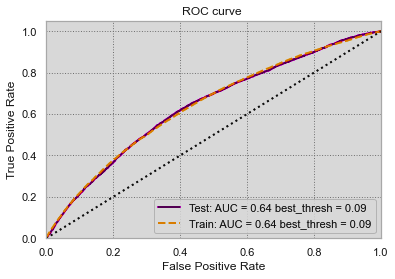 ROC curve
1.0
0.8
0.6
0.4
0.2
0.0
True Positive Rate
Test: AUC = 0.64 best_thresh = 0.09
Train: AUC = 0.64 best_thresh = 0.09
0.0 0.2 0.4 0.6 0.8 1.0
False Positive Rate